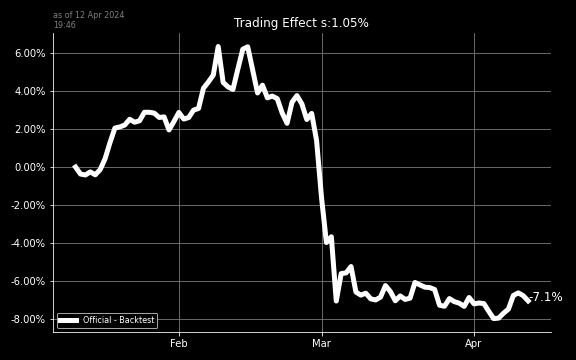 as of 12 Apr 2024
19:46
Trading Effect s:1.05%
6.00%
4.00%
2.00%
0.00%
-2.00%
-4.00%
-6.00%
-8.00%
-7.1%
Official - Backtest
Feb
Mar
Apr